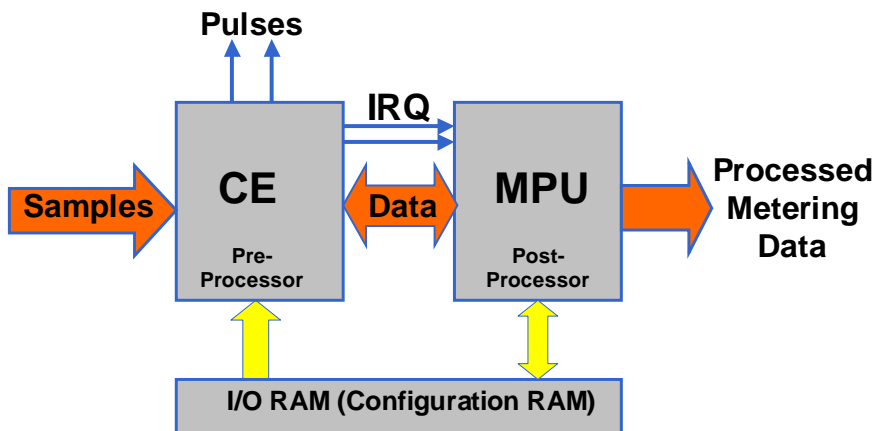 Pulses
IRQ
Samples
CE
Pre-
Processor
Data
MPU
Post-
Processor
Processed
Metering
Data
I/O RAM (Configuration RAM)